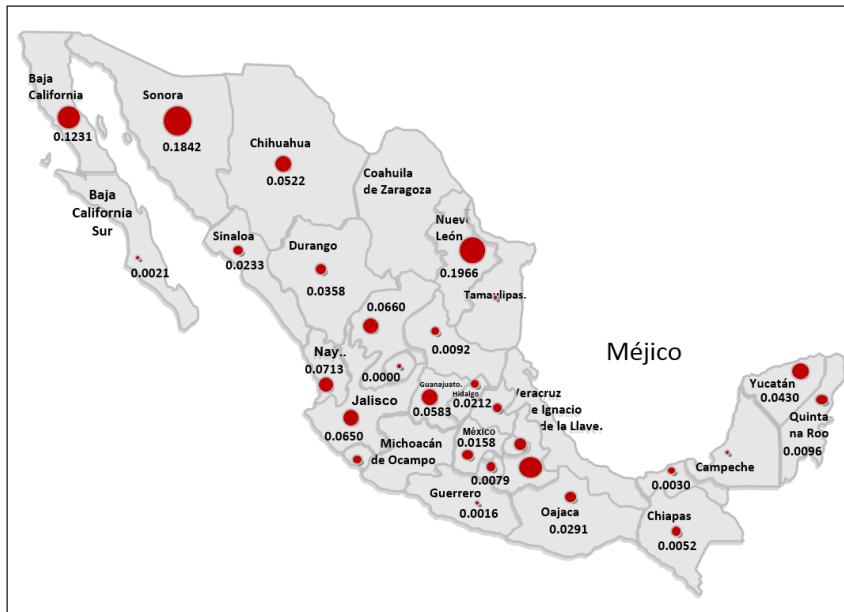 Baja
California
0.1231
Sonora
0.1842
Chihuahua
0.0522
Coahuila
de Zaragoza
Baja
California
Sur
0.0021
Sinaloa
0.0233
Durango
0.0358
Nuev
León
0.1966
Tamaulipas.
0.0660
0.0092
Nay..
0.0713
0.0000
Méjico
Jalisco
0.0650
Guanajuato.
0.0583
Hidalgo
0.0212
Veracruz
e Ignacio
de la Llave.
Michoacán
de Ocampo
México
0.0158
0.0079
Guerrero
0.0016
Oajaca
0.0291
Yucatán
0.0430
Quinta
na Roo
0.0096
Campeche
0.0030
Chiapas
0.0052